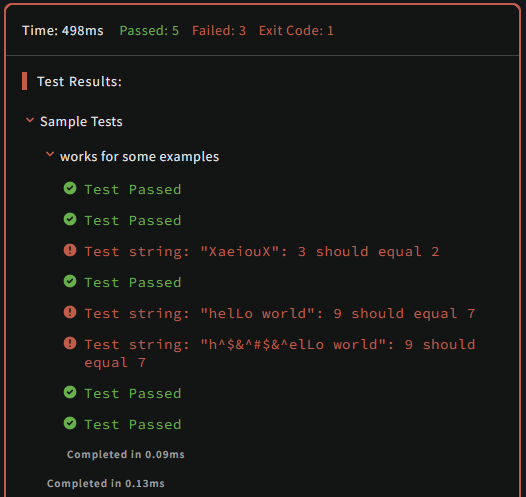 Time: 498ms Passed: 5 Failed: 3 Exit Code: 1
Test Results:
Sample Tests
works for some examples
Test Passed
Test Passed
Test string: "XaeiouX": 3 should equal 2
Test Passed
Test string: "helLo world": 9 should equal 7
Test string: "h^$&^#$&^elLo world": 9 should
equal 7
Test Passed
Test Passed
Completed in 0.09ms
Completed in 0.13ms